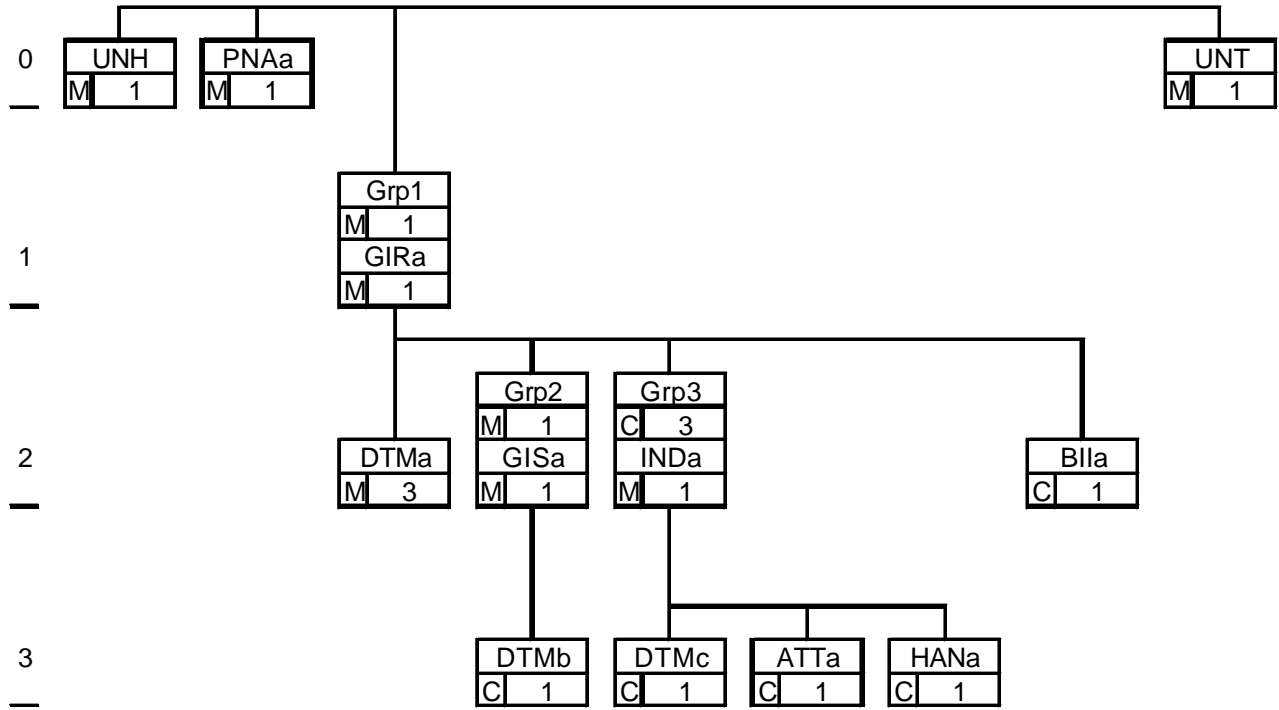 0
UNH
M 1
PNAa
M 1
UNT
M 1
1
Grp1
M 1
GIRa
M 1
2
DTMa
M 3
Grp2
M 1
GISa
M 1
Grp3
C 3
INDa
M 1
BIIa
C 1
3
DTMb
C 1
DTMc
C 1
ATTa
C 1
HANa
C 1